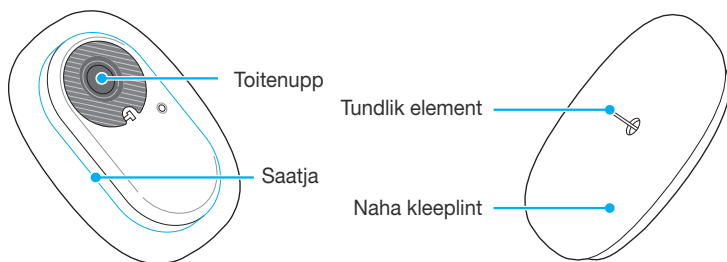 Toitenupp
Saatja
Tundlik element
Naha kleeplint